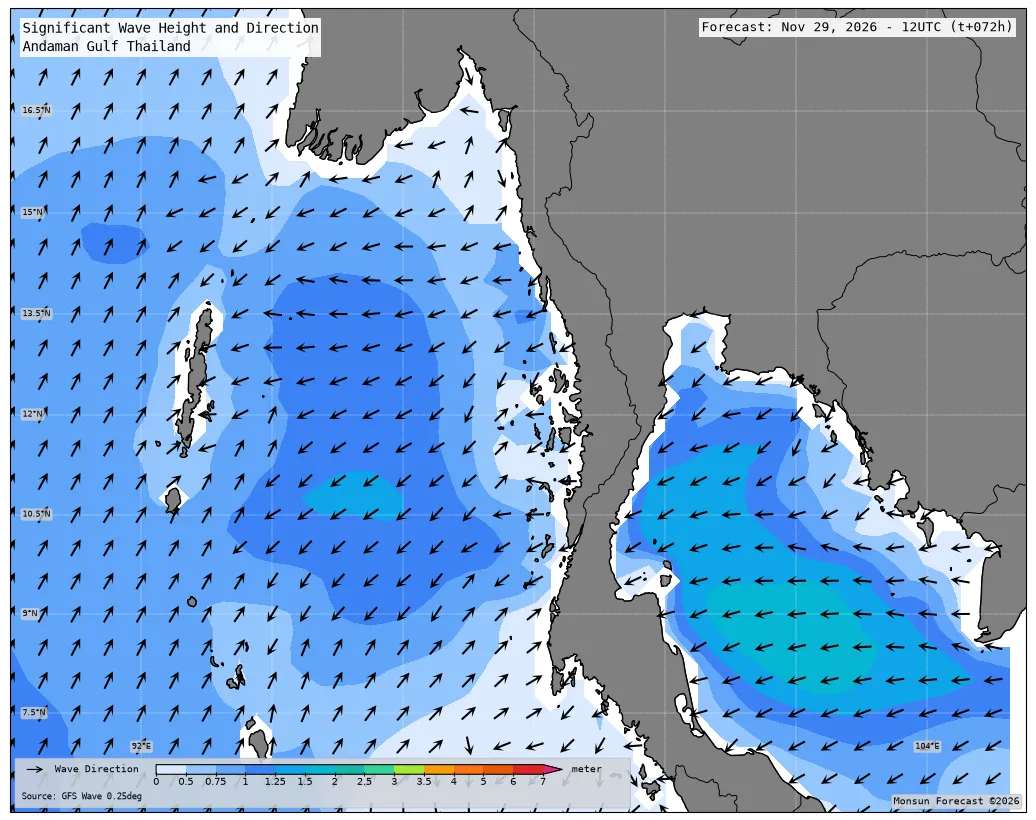 Significant Wave Height and Direction
Andaman Gulf Thailand
Forecast: Nov 29, 2026 - 12UTC (t+072h)
16.5°N
15°N
13.5°N
12°N
10.5°N
9°N
7.5°N
92°E
104°E
Wave Direction
0.5 0.75 1 1.25 1.5 2 2.5 3 3.5 4 5 6 7
meter
Source: GFS Wave 0.25deg
Monsun Forecast ©2026